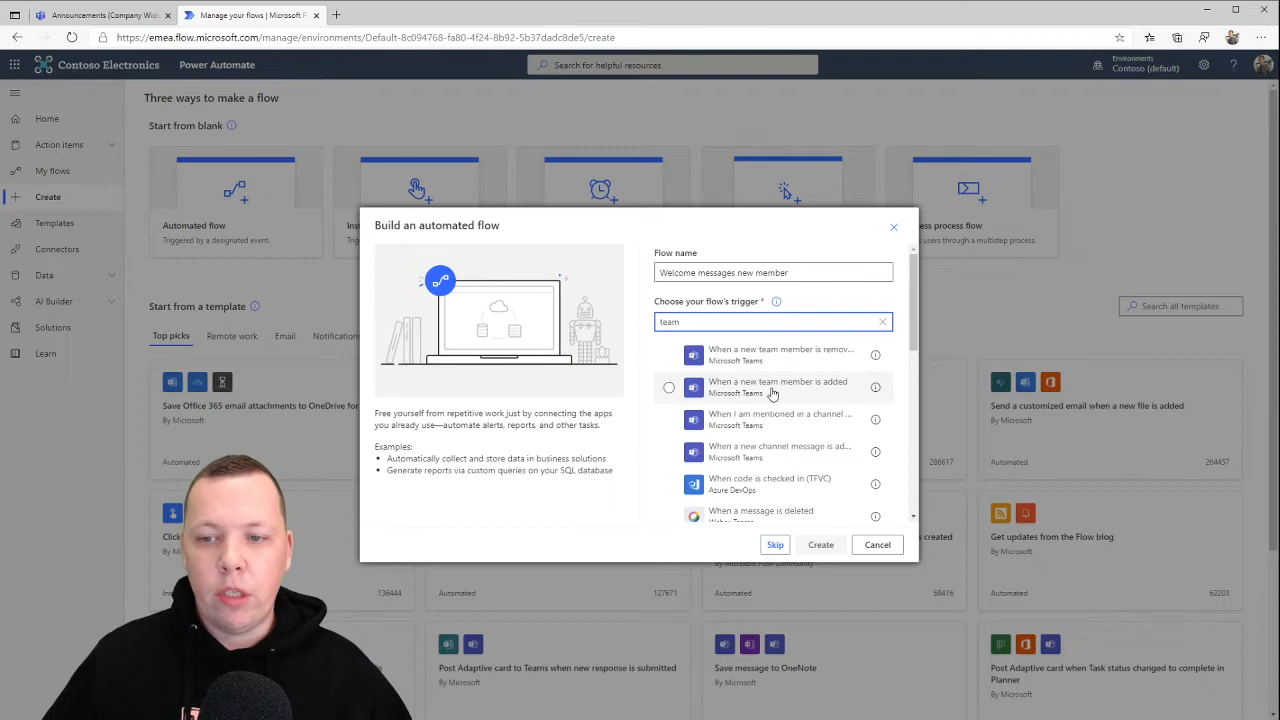 Announcements (Company Wid
Manage your flows | Microsoft P
https://emea.flow.microsoft.com/manage/environments/Default-8c094768-fa80-4f24-8b92-5b37dadc8de5/create
Contoso Electronics
Power Automate
Search for helpful resources
Environments
Contoso (default)
Three ways to make a flow
Start from blank
Home
Action items
My flows
Create
Templates
Connectors
Data
AI Builder
Solutions
Learn
Automated flow
Triggered by a designated event.
Ins
ess process flow
users through a multistep process.
Start from a template
Search all templates
Top picks
Remote work
Email
Notifications
Save Office 365 email attachments to OneDrive for
By Microsoft
Automated
286617
Send a customized email when a new file is added
By Microsoft
Automated
264457
Build an automated flow
Free yourself from repetitive work just by connecting the apps
you already use—automate alerts, reports, and other tasks.
Examples:
• Automatically collect and store data in business solutions
• Generate reports via custom queries on your SQL database
Flow name
Welcome messages new member
Choose your flow's trigger *
team
When a new team member is remov...
Microsoft Teams
When a new team member is added
Microsoft Teams
When I am mentioned in a channel ...
Microsoft Teams
When a new channel message is ad...
Microsoft Teams
When code is checked in (TFVC)
Azure DevOps
When a message is deleted
Webex Teams
Skip
Create
Cancel
Clic
By M
Ins
136444
Automated
127671
s created
By Microsoft Flow Community
Automated
68416
Get updates from the Flow blog
By Microsoft
Automated
62203
Post Adaptive card to Teams when new response is submitted
By Microsoft
Save message to OneNote
By Microsoft
Post Adaptive card when Task status changed to complete in
Planner
By Microsoft